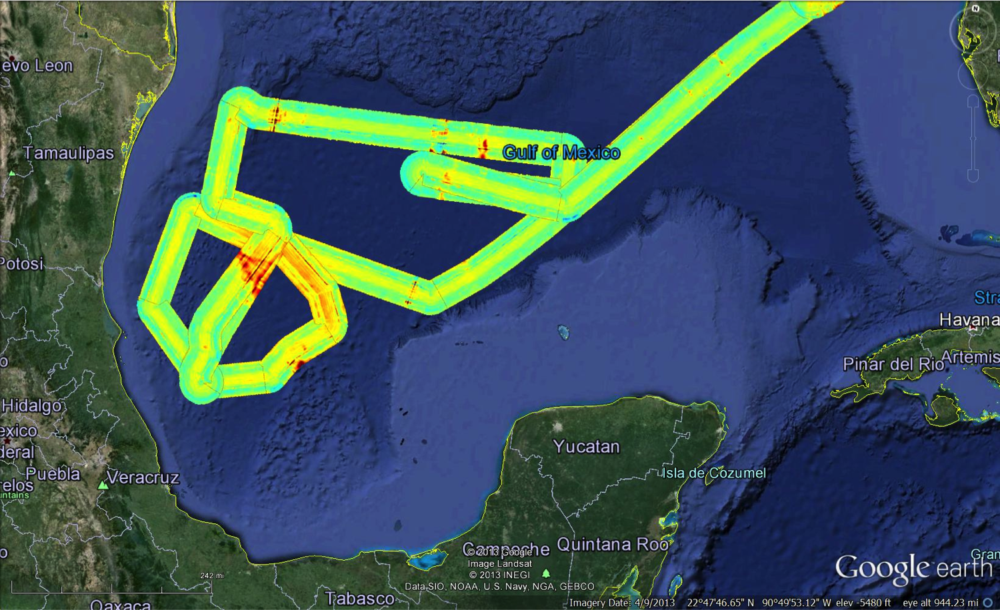 N
evo Leon
Tamaulipas
Gulf of Mexico
Potosi
Stra
Havana
Pinar del Rio
Artemis
o
Hidalgo
exico
deral
Puebla
relos
Veracruz
untains
Yucatan
Isla de Cozumel
o
Campeche
Quintana Roo
© 2013 Google
Image Landsat
© 2013 INEGI
Data SIO, NOAA, U.S. Navy, NGA, GEBCO
Gran
Google earth
242 mi
Tabasco
Oaxaca
Imagery Date: 4/9/2013 22°47'46.65" N 90°49'53.12" W elev -5480 ft eye alt 944.23 mi